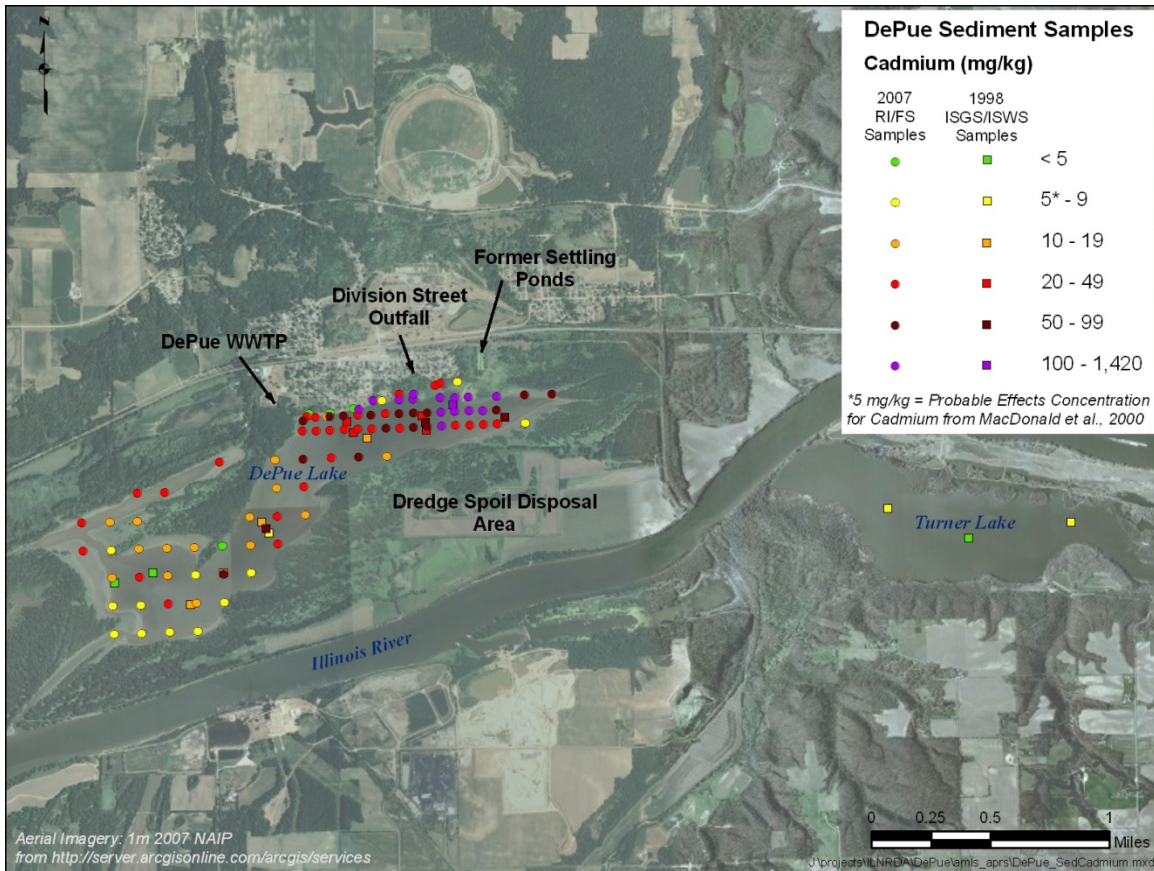 DePue Sediment Samples
Cadmium (mg/kg)
2007
RI/FS
Samples
1998
ISGS/ISWS
Samples
< 5
5* - 9
10 - 19
20 - 49
50 - 99
100 - 1,420
*5 mg/kg = Probable Effects Concentration
for Cadmium from MacDonald et al., 2000
Former Settling
Ponds
Division Street
Outfall
DePue WWTP
DePue Lake
Dredge Spoil Disposal
Area
Turner Lake
Illinois River
0 0.25 0.5 1
Miles
Aerial Imagery: 1m 2007 NAIP
from http://server.arcgisonline.com/arcgis/services
J:\projects\ILNRDA\DePue\amls_aprs\DePue_SedCadmium.mxd